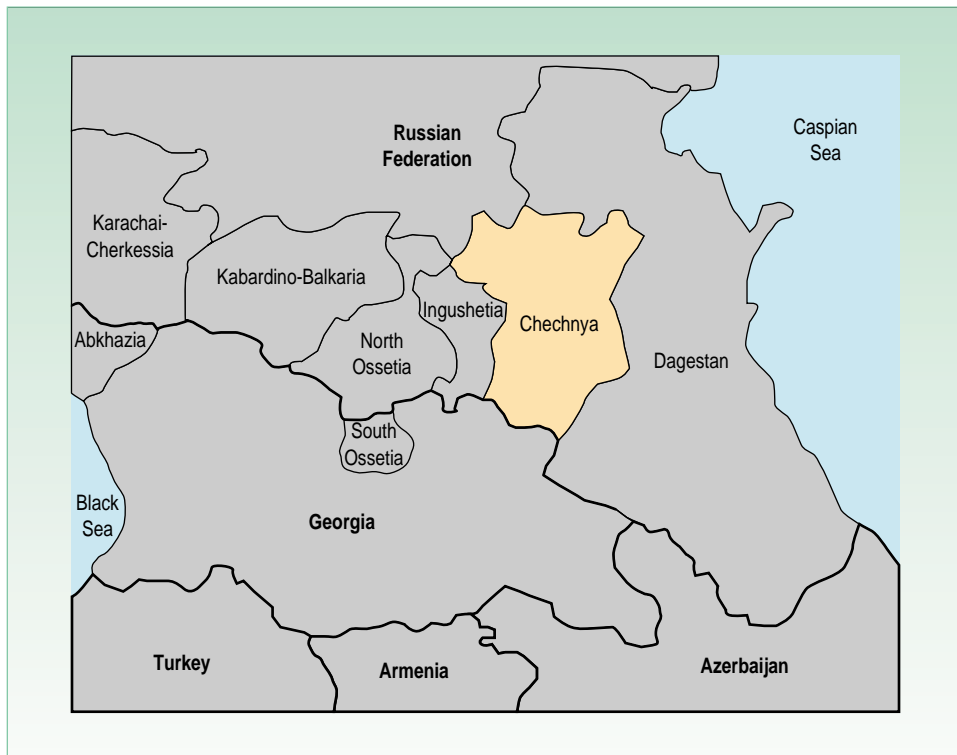 Russian
Federation
Caspian
Sea
Karachai-
Cherkessia
Kabardino-Balkaria
Ingushetia
Chechnya
Abkhazia
North
Ossetia
Dagestan
South
Ossetia
Black
Sea
Georgia
Turkey
Armenia
Azerbaijan